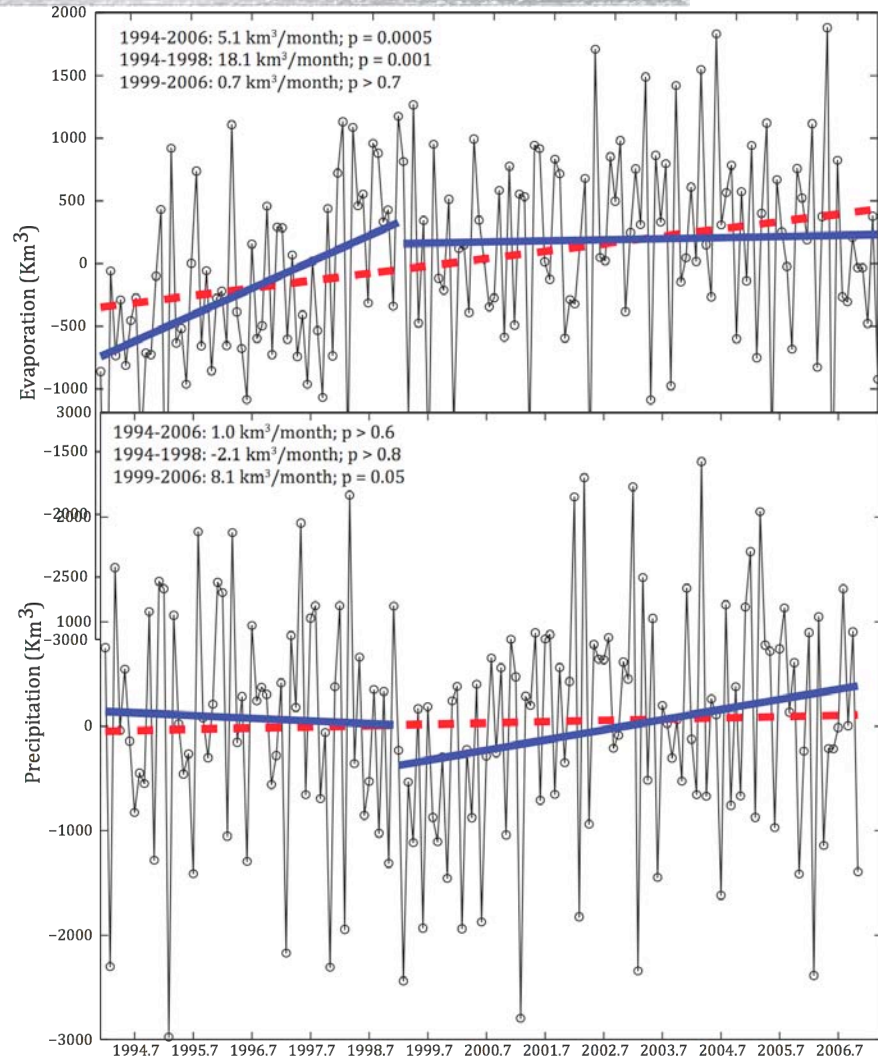 2000
1994-2006: 5.1 km³/month; p = 0.0005
1994-1998: 18.1 km³/month; p = 0.001
1999-2006: 0.7 km³/month; p > 0.7
1500
1000
500
0
−500
−1000
Evaporation (Km³)
3000
1994-2006: 1.0 km³/month; p > 0.6
1994-1998: -2.1 km³/month; p > 0.8
1999-2006: 8.1 km³/month; p = 0.05
−1500
−2000
2000
−2500
1000
−3000
0
−1000
−2000
−3000
Precipitation (Km³)
1994.7 1995.7 1996.7 1997.7 1998.7 1999.7 2000.7 2001.7 2002.7 2003.7 2004.7 2005.7 2006.7